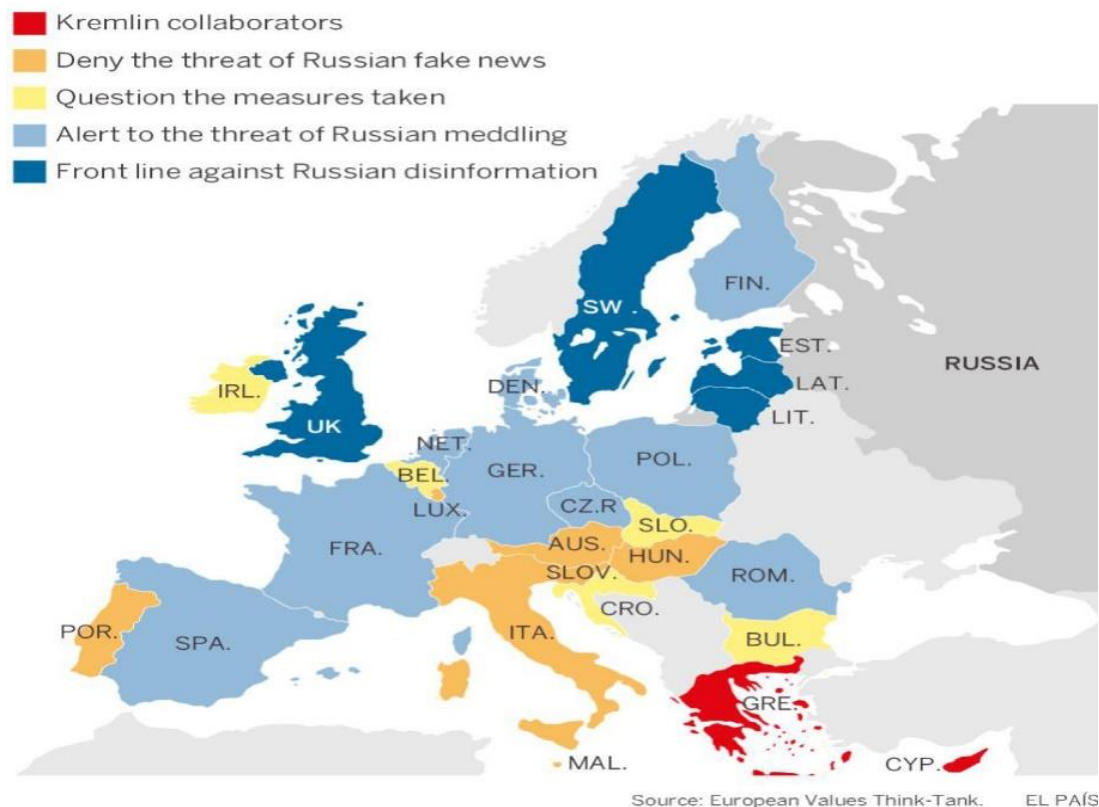 Kremlin collaborators
Deny the threat of Russian fake news
Question the measures taken
Alert to the threat of Russian meddling
Front line against Russian disinformation
FIN.
SW .
EST.
RUSSIA
IRL.
DEN.
LAT.
LIT.
UK
NET.
BEL.
GER.
POL.
LUX.
CZ.R
SLO.
FRA.
AUS.
HUN.
SLOV.
ROM.
CRO.
POR.
SPA.
ITA.
BUL.
GRE.
MAL.
CYP.
Source: European Values Think-Tank. EL PAÍS